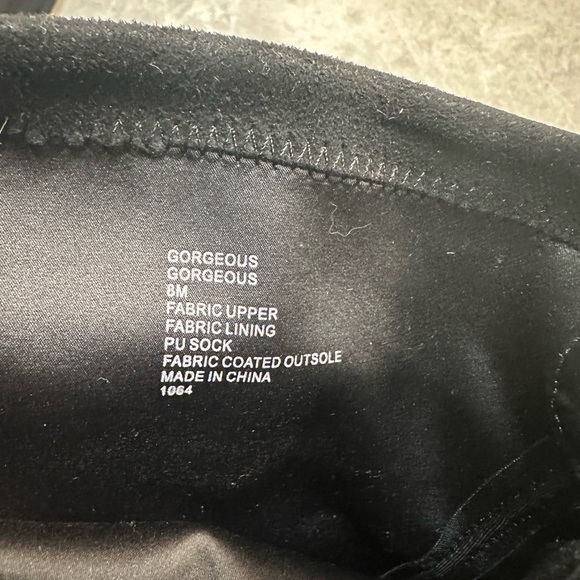 GORGEOUS
GORGEOUS
8M
FABRIC UPPER
FABRIC LINING
PU SOCK
FABRIC COATED OUTSOLE
MADE IN CHINA
1064